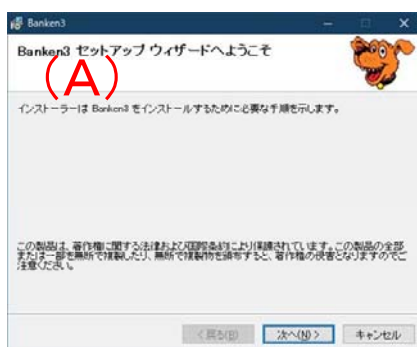 Banken3
Banken3 セットアップ ウィザードへようこそ
(A)
インストーラーは Banken3 をインストールするために必要な手順を示します。
この製品は、著作権に関する法律および国際条約により保護されています。この製品の全部
または一部を無断で複製したり、無断で複製物を頒布すると、著作権の侵害となりますのでご
注意ください。
< 戻る(B)
次へ(N) >
キャンセル